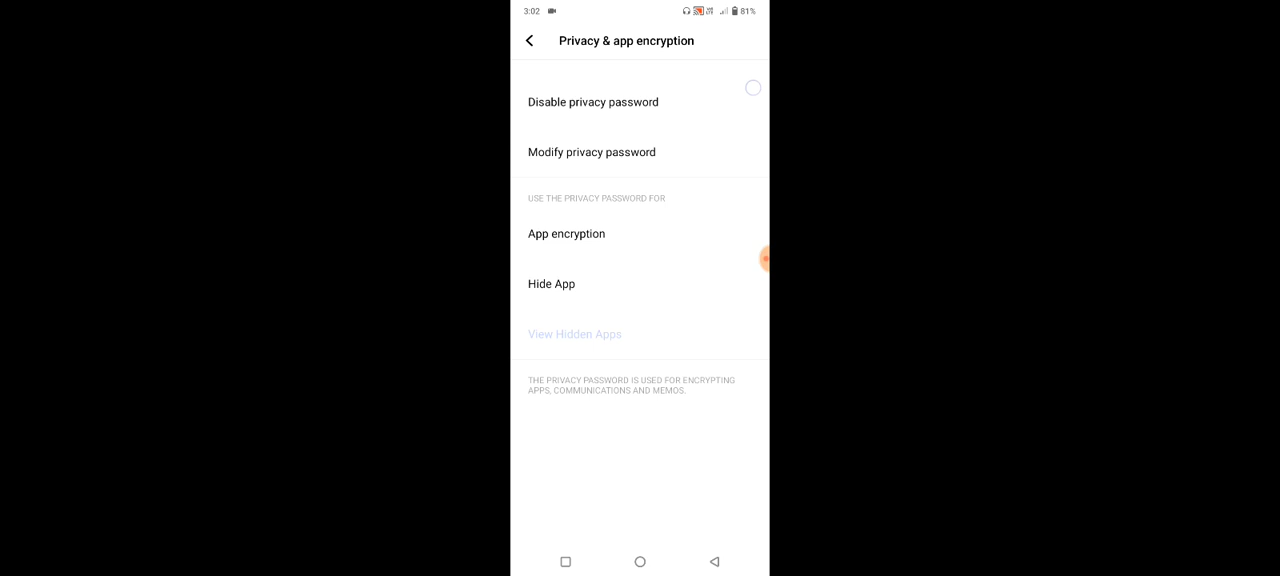 3:02 81%
Privacy & app encryption
Disable privacy password
Modify privacy password
USE THE PRIVACY PASSWORD FOR
App encryption
Hide App
View Hidden Apps
THE PRIVACY PASSWORD IS USED FOR ENCRYPTING
APPS, COMMUNICATIONS AND MEMOS.